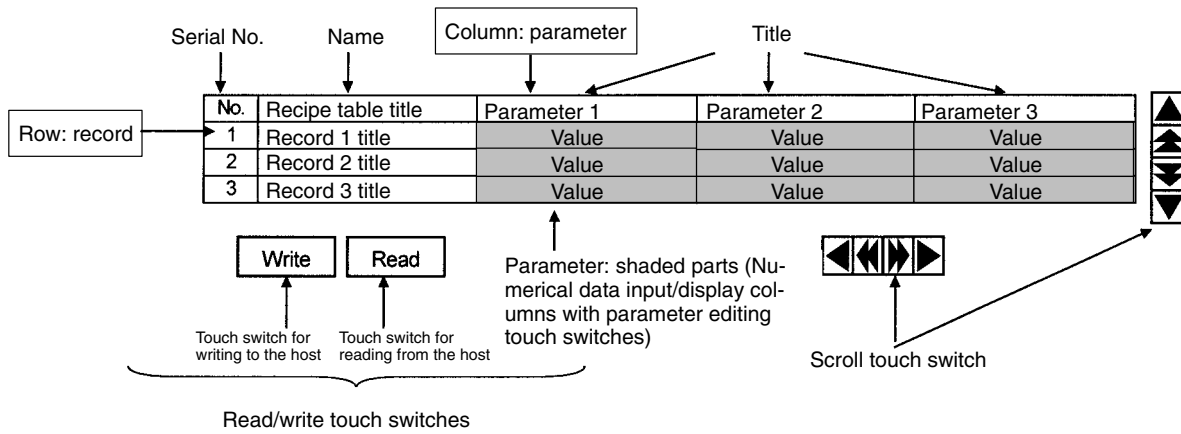 Serial No.
Name
Column: parameter
Title
Row: record
No. Recipe table title Parameter 1 Parameter 2 Parameter 3
1 Record 1 title Value Value Value
2 Record 2 title Value Value Value
3 Record 3 title Value Value Value
Write
Read
Touch switch for
writing to the host
Touch switch for
reading from the host
Parameter: shaded parts (Nu-
merical data input/display col-
umns with parameter editing
touch switches)
Scroll touch switch
Read/write touch switches